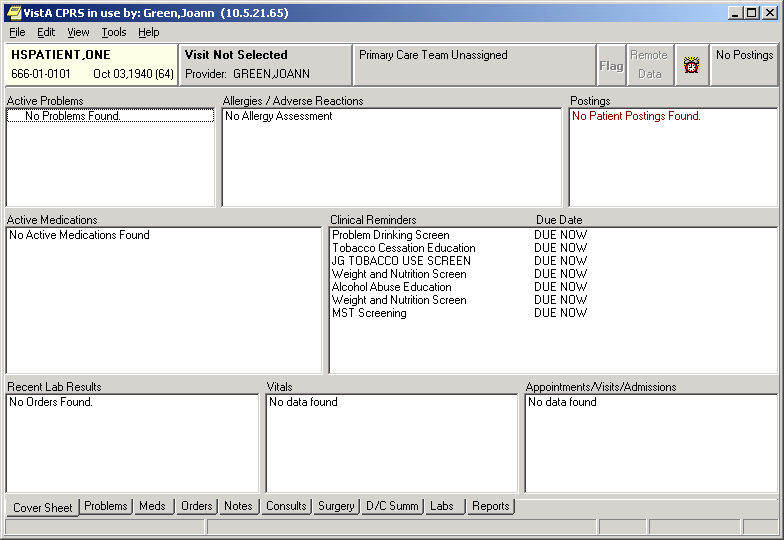 VistA CPRS in use by: Green,Joann (10.5.21.65)
File Edit View Tools Help
HSPATIENT,ONE
666-01-0101 Oct 03,1940 (64)
Visit Not Selected
Provider: GREEN,JOANN
Primary Care Team Unassigned
Flag
Remote
Data
No Postings
Active Problems
No Problems Found.
Allergies / Adverse Reactions
No Allergy Assessment
Postings
No Patient Postings Found.
Active Medications
No Active Medications Found
Clinical Reminders Due Date
Problem Drinking Screen DUE NOW
Tobacco Cessation Education DUE NOW
JG TOBACCO USE SCREEN DUE NOW
Weight and Nutrition Screen DUE NOW
Alcohol Abuse Education DUE NOW
Weight and Nutrition Screen DUE NOW
MST Screening DUE NOW
Recent Lab Results
No Orders Found.
Vitals
No data found
Appointments/Visits/Admissions
No data found
Cover Sheet Problems Meds Orders Notes Consults Surgery D/C Summ Labs Reports